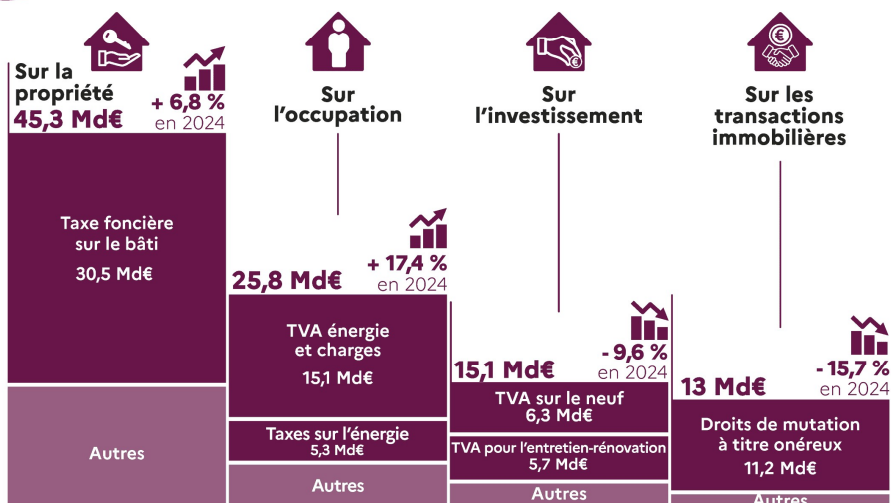 Sur la
propriété
45,3 Md€
+ 6,8 %
en 2024
Taxe foncière
sur le bâti
30,5 Md€
Autres
Sur
l'occupation
25,8 Md€
+ 17,4 %
en 2024
TVA énergie
et charges
15,1 Md€
Taxes sur l'énergie
5,3 Md€
Autres
Sur
l'investissement
15,1 Md€
- 9,6 %
en 2024
TVA sur le neuf
6,3 Md€
TVA pour l'entretien-rénovation
5,7 Md€
Autres
Sur les
transactions
immobilières
13 Md€
- 15,7 %
en 2024
Droits de mutation
à titre onéreux
11,2 Md€
Autres